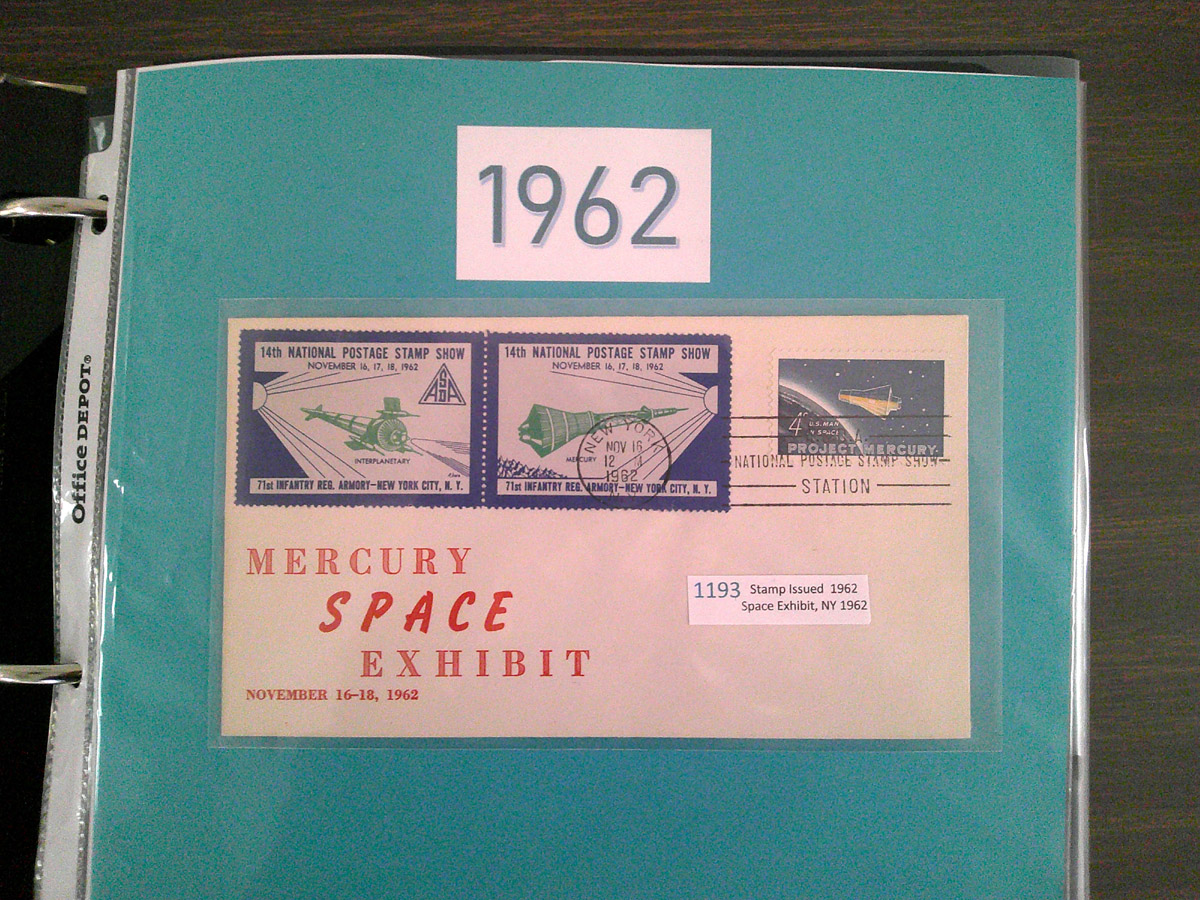 1962
14th NATIONAL POSTAGE STAMP SHOW
NOVEMBER 16, 17, 18, 1962
ASDA
INTERPLANETARY
71st INFANTRY REG. ARMORY-NEW YORK CITY, N. Y.
14th NATIONAL POSTAGE STAMP SHOW
NOVEMBER 16, 17, 18, 1962
MERCURY
71st INFANTRY REG. ARMORY-NEW YORK CITY, N. Y.
NEW YORK
NOV 16
12 M
1962
4¢
U.S. MAN
IN SPACE
PROJECT MERCURY
NATIONAL POSTAGE STAMP SHOW
STATION
MERCURY
SPACE
EXHIBIT
NOVEMBER 16-18, 1962
1193 Stamp Issued 1962
Space Exhibit, NY 1962
Office DEPOT®